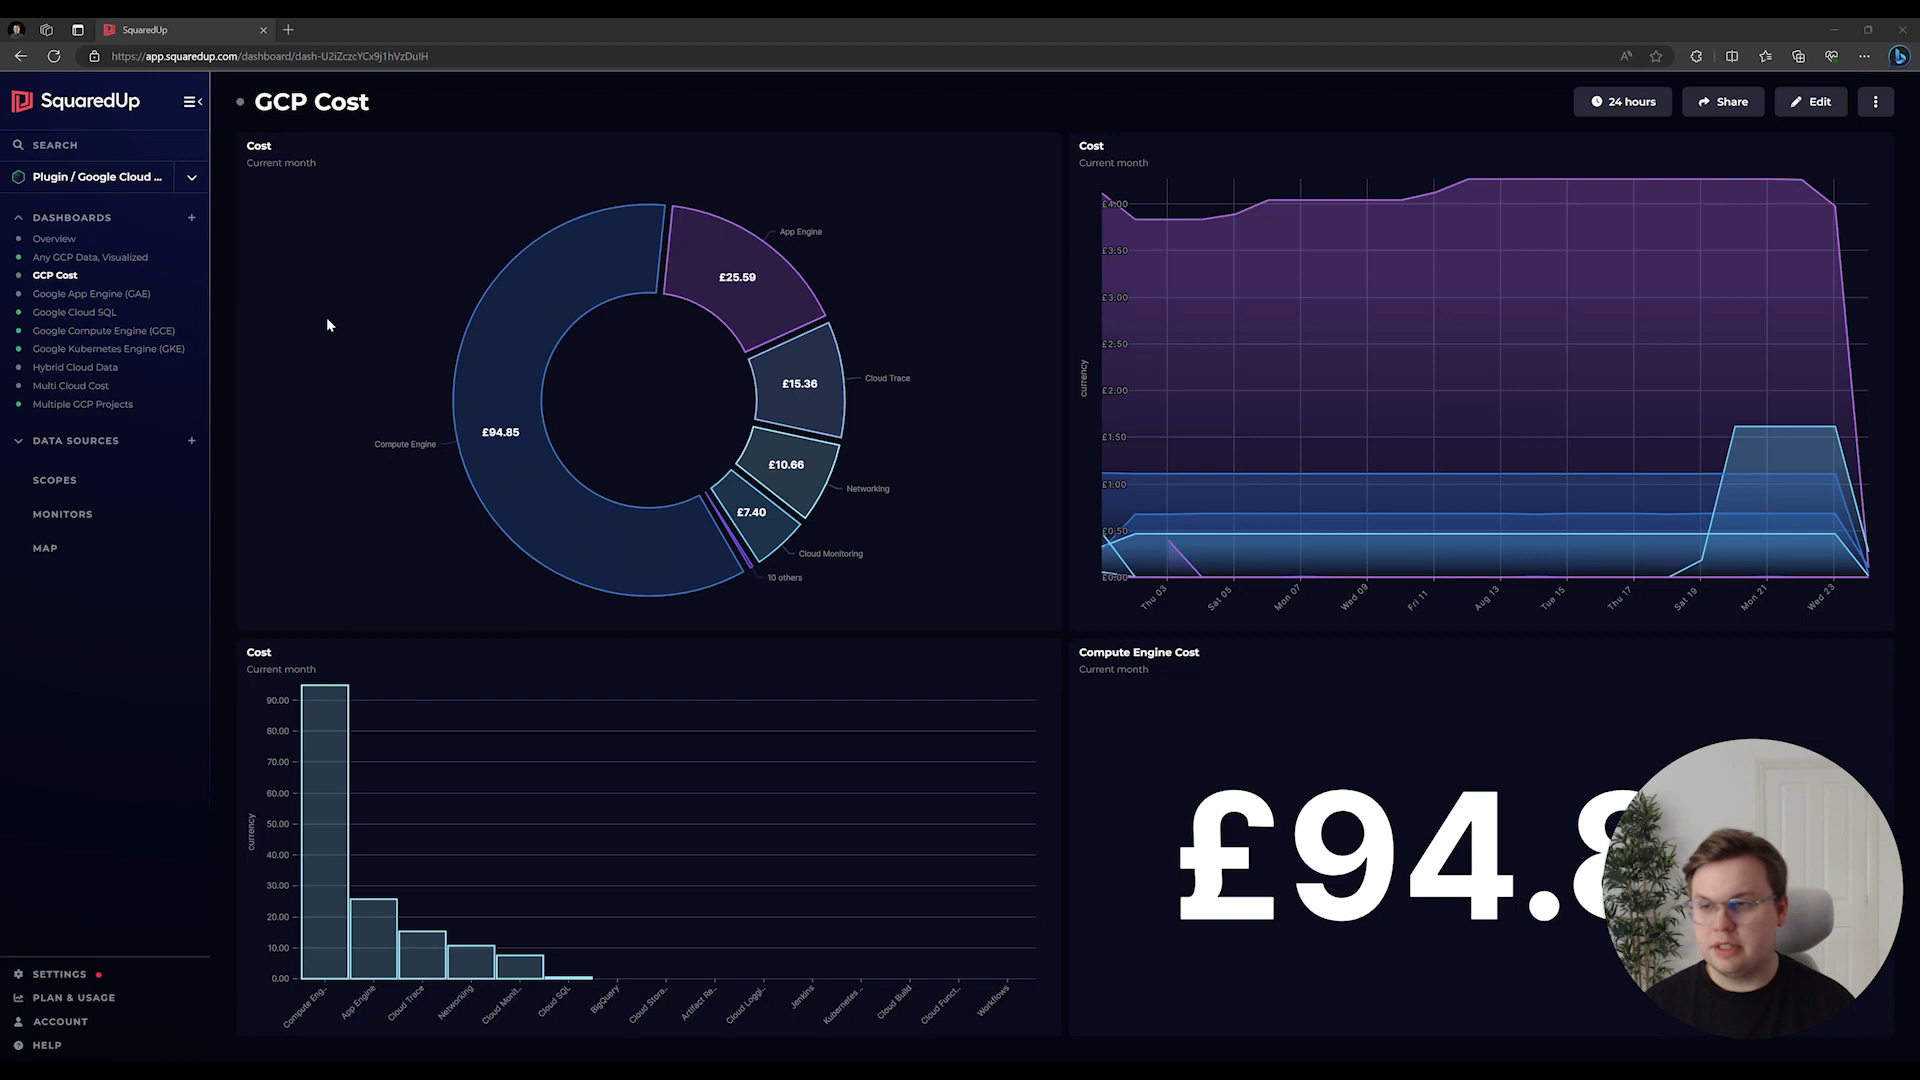 SquaredUp
https://app.squaredup.com/dashboard/dash-U2iZczcYCx9j1hVzDuIH
SquaredUp
SEARCH
Plugin / Google Cloud ...
DASHBOARDS
Overview
Any GCP Data, Visualized
GCP Cost
Google App Engine (GAE)
Google Cloud SQL
Google Compute Engine (GCE)
Google Kubernetes Engine (GKE)
Hybrid Cloud Data
Multi Cloud Cost
Multiple GCP Projects
DATA SOURCES
SCOPES
MONITORS
MAP
SETTINGS
PLAN & USAGE
ACCOUNT
HELP
GCP Cost
24 hours
Share
Edit
Cost
Current month
App Engine
£25.59
Cloud Trace
£15.36
£94.85
Compute Engine
£10.66
Networking
£7.40
Cloud Monitoring
10 others
Cost
Current month
£4.00
£3.50
£3.00
£2.50
£2.00
£1.50
£1.00
£0.50
£0.00
currency
Thu 03
Sat 05
Mon 07
Wed 09
Fri 11
Aug 13
Tue 15
Thu 17
Sat 19
Mon 21
Wed 23
Cost
Current month
90.00
80.00
70.00
60.00
50.00
40.00
30.00
20.00
10.00
0.00
currency
Compute Eng..
App Engine
Cloud Trace
Networking
Cloud Monit..
Cloud SQL
BigQuery
Cloud Stora..
Artifact Re..
Cloud Loggi..
Jenkins
Kubernetes ..
Cloud Build
Cloud Funct..
Workflows
Compute Engine Cost
Current month
£94.8